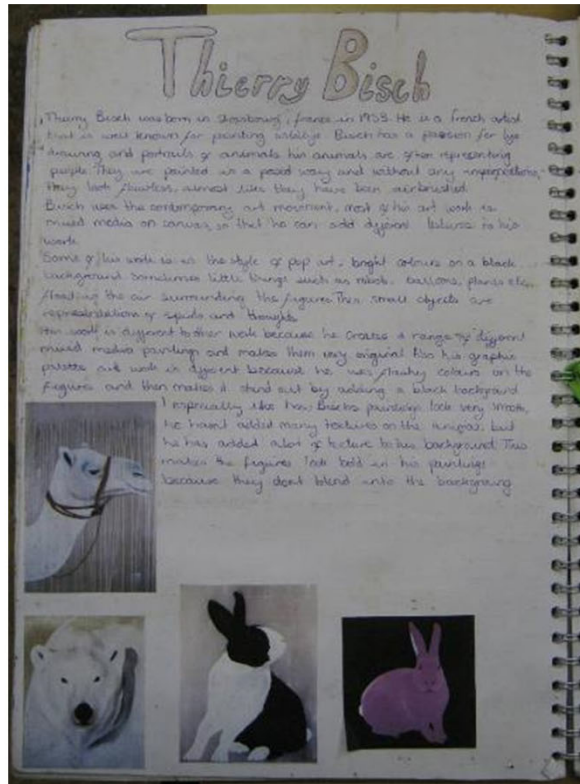 Thierry Bisch
Thierry Bisch was born in Strasbourg, france in 1953. He is a french artist
that is well known for painting wildlife. Bisch has a passion for life
drawing and portraits of animals his animals are often representing
people. They are painted in a posed way and without any imperfections,
they look flawless, almost like they have been airbrushed.
Bisch uses the contemporary art movement, most of his art work is
mixed media on canvas, so that he can add different textures to his
work.
Some of his work is in the style of pop art, bright colours on a black
background sometimes little things such as robots, balloons, planets etc.
floating the air surrounding the figures. Thes small objects are
representation of spirits and thoughts.
His work is different to other work because he creates a range of different
mixed media paintings and makes them very original. Also his graphic
palette art work is different because he uses flashy colours on the
figures and then makes it stand out by adding a black background.
I especially like how Bischs paintings look very smooth,
he hasn't added many textures on the animal, but
he has added alot of texture to his background. This
makes the figures look bold in his paintings
because they dont blend into the background